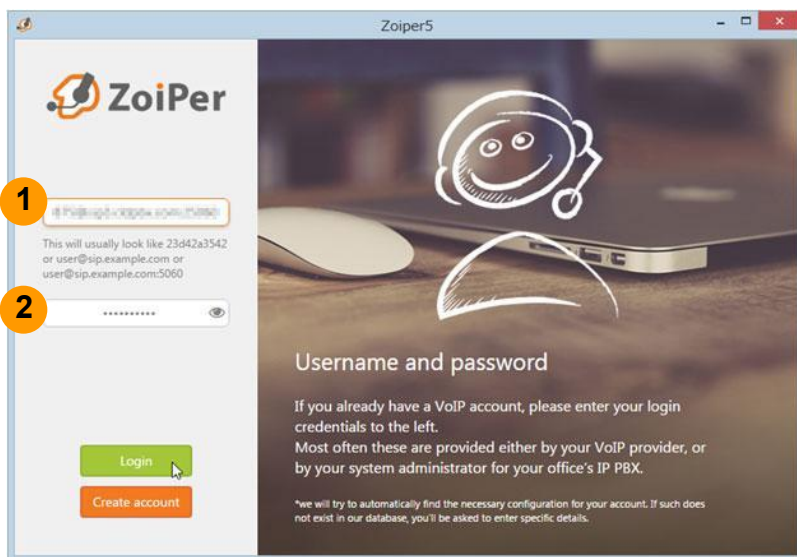 Zoiper5
ZoiPer
1
This will usually look like 23d42a3542
or user@sip.example.com or
user@sip.example.com:5060
2
Login
Create account
Username and password
If you already have a VoIP account, please enter your login
credentials to the left.
Most often these are provided either by your VoIP provider, or
by your system administrator for your office's IP PBX.
*we will try to automatically find the necessary configuration for your account. If such does
not exist in our database, you'll be asked to enter specific details.